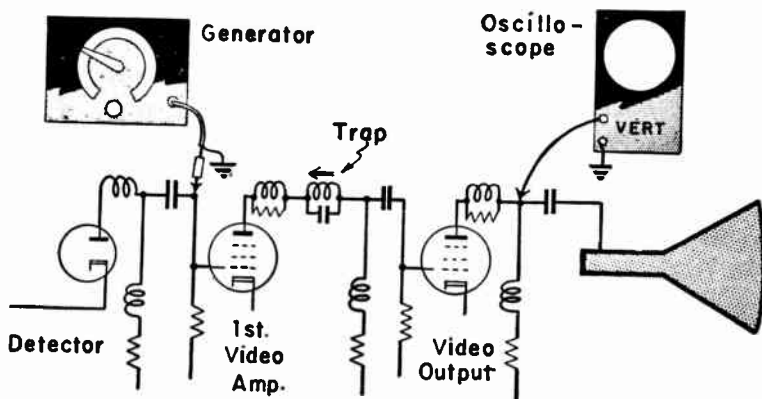 Generator
Oscillo-
scope
VERT
Trap
Detector
1st.
Video
Amp.
Video
Output